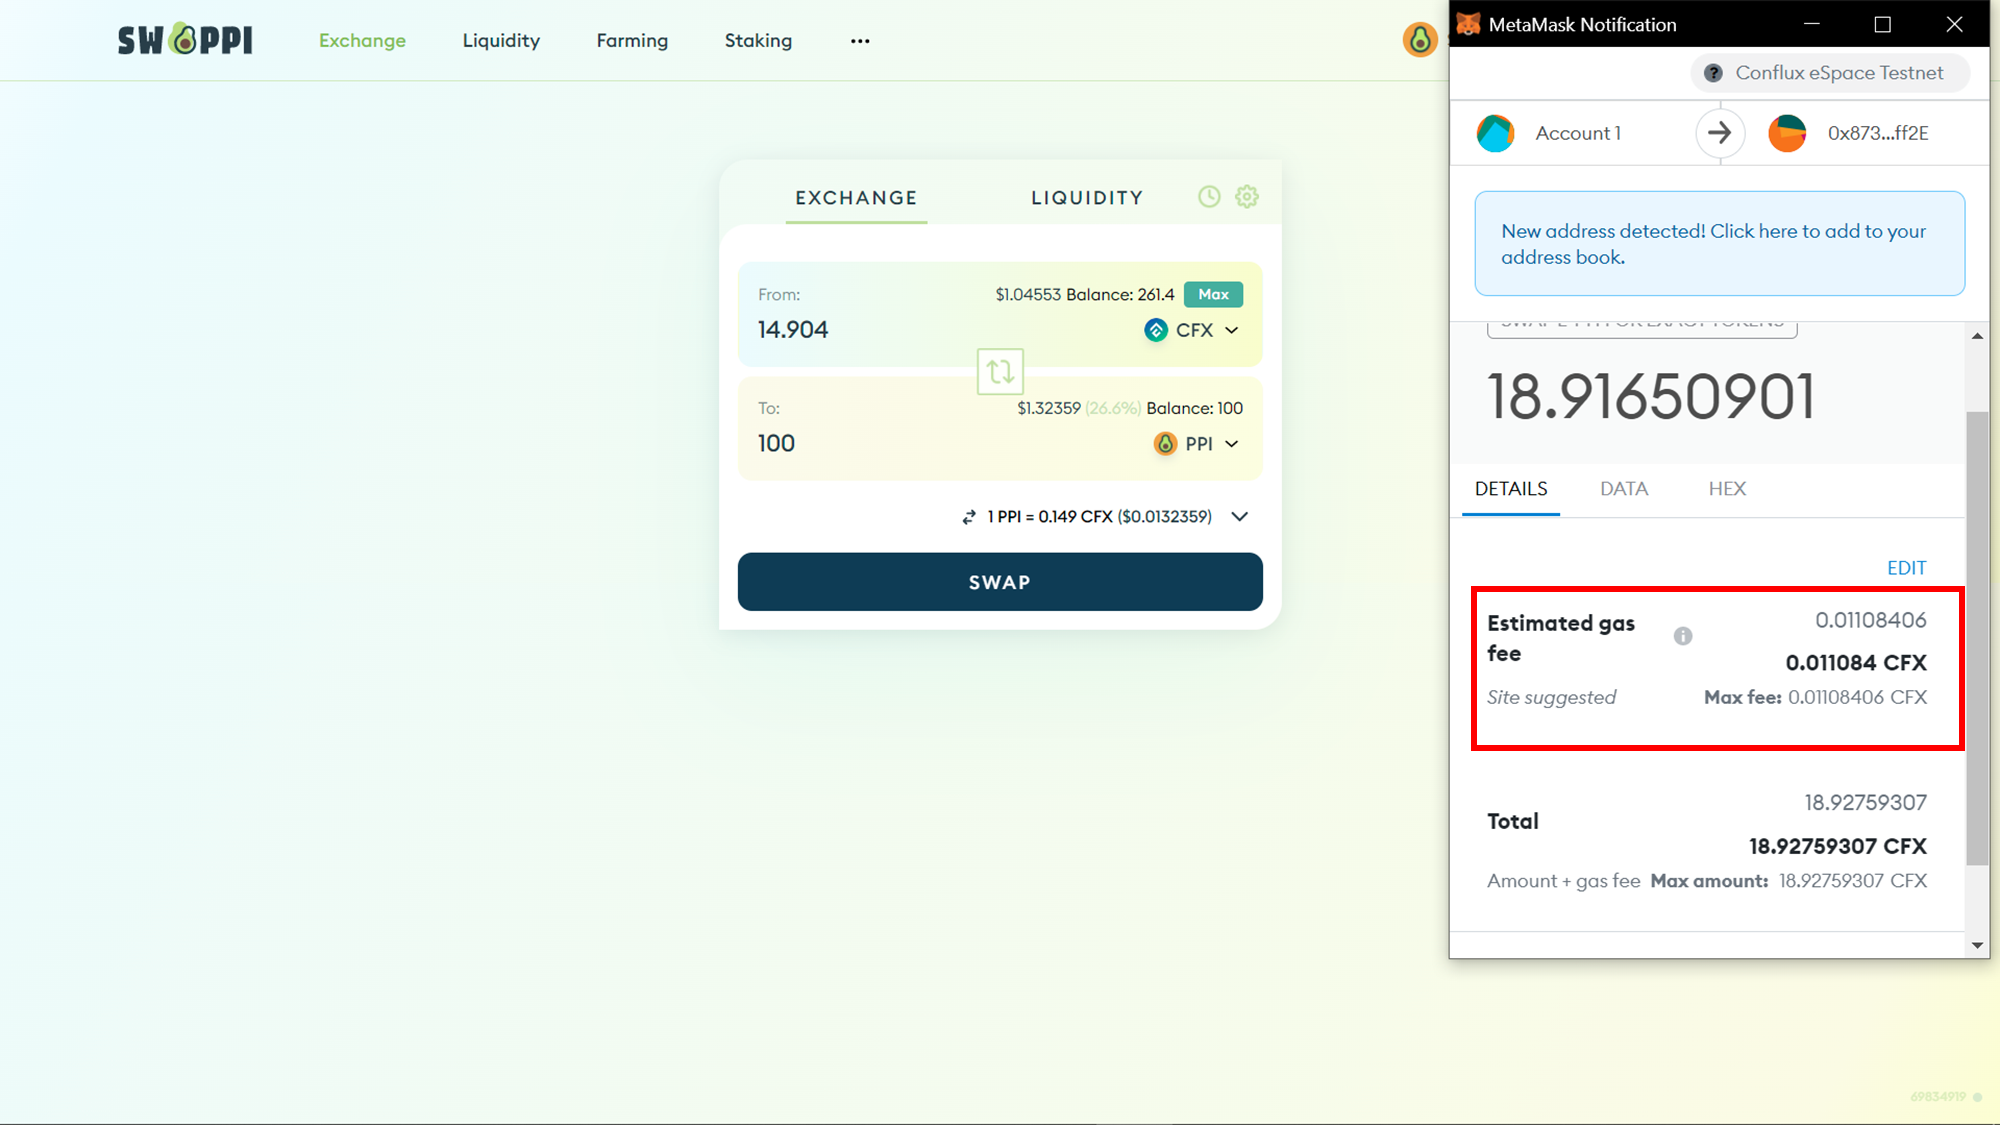 SWAPPI
Exchange
Liquidity
Farming
Staking
•••
EXCHANGE
LIQUIDITY
From:
$1.04553 Balance: 261.4
Max
14.904
CFX
To:
$1.32359 (26.6%) Balance: 100
100
PPI
1 PPI = 0.149 CFX ($0.0132359)
SWAP
69834919
MetaMask Notification
? Conflux eSpace Testnet
Account 1
0x873...ff2E
New address detected! Click here to add to your
address book.
18.91650901
DETAILS
DATA
HEX
EDIT
Estimated gas
fee
0.01108406
0.011084 CFX
Site suggested
Max fee: 0.01108406 CFX
Total
18.92759307
18.92759307 CFX
Amount + gas fee Max amount: 18.92759307 CFX